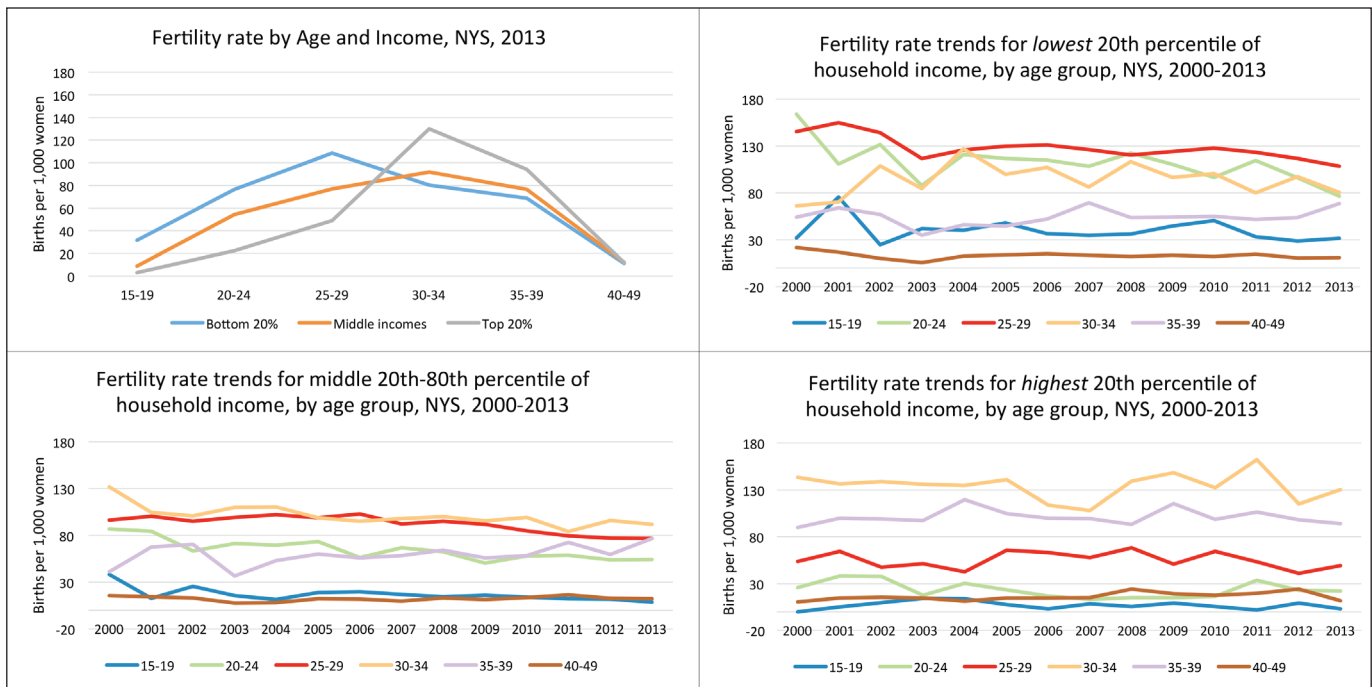 Fertility rate by Age and Income, NYS, 2013
Births per 1,000 women
180
160
140
120
100
80
60
40
20
0
15-19 20-24 25-29 30-34 35-39 40-49
Bottom 20% Middle incomes Top 20%
Fertility rate trends for lowest 20th percentile of
household income, by age group, NYS, 2000-2013
Births per 1,000 women
180
130
80
30
-20
2000 2001 2002 2003 2004 2005 2006 2007 2008 2009 2010 2011 2012 2013
15-19 20-24 25-29 30-34 35-39 40-49
Fertility rate trends for middle 20th-80th percentile of
household income, by age group, NYS, 2000-2013
Births per 1,000 women
180
130
80
30
-20
2000 2001 2002 2003 2004 2005 2006 2007 2008 2009 2010 2011 2012 2013
15-19 20-24 25-29 30-34 35-39 40-49
Fertility rate trends for highest 20th percentile of
household income, by age group, NYS, 2000-2013
Births per 1,000 women
180
130
80
30
-20
2000 2001 2002 2003 2004 2005 2006 2007 2008 2009 2010 2011 2012 2013
15-19 20-24 25-29 30-34 35-39 40-49